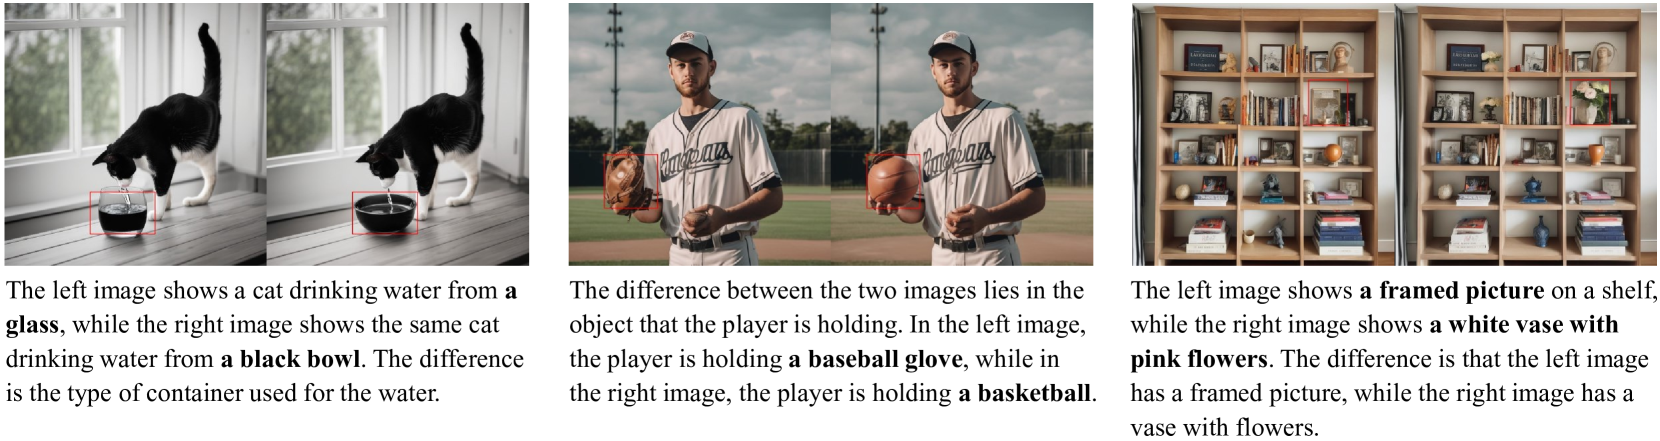 The left image shows a cat drinking water from a
glass, while the right image shows the same cat
drinking water from a black bowl. The difference
is the type of container used for the water.
The difference between the two images lies in the
object that the player is holding. In the left image,
the player is holding a baseball glove, while in
the right image, the player is holding a basketball.
The left image shows a framed picture on a shelf,
while the right image shows a white vase with
pink flowers. The difference is that the left image
has a framed picture, while the right image has a
vase with flowers.